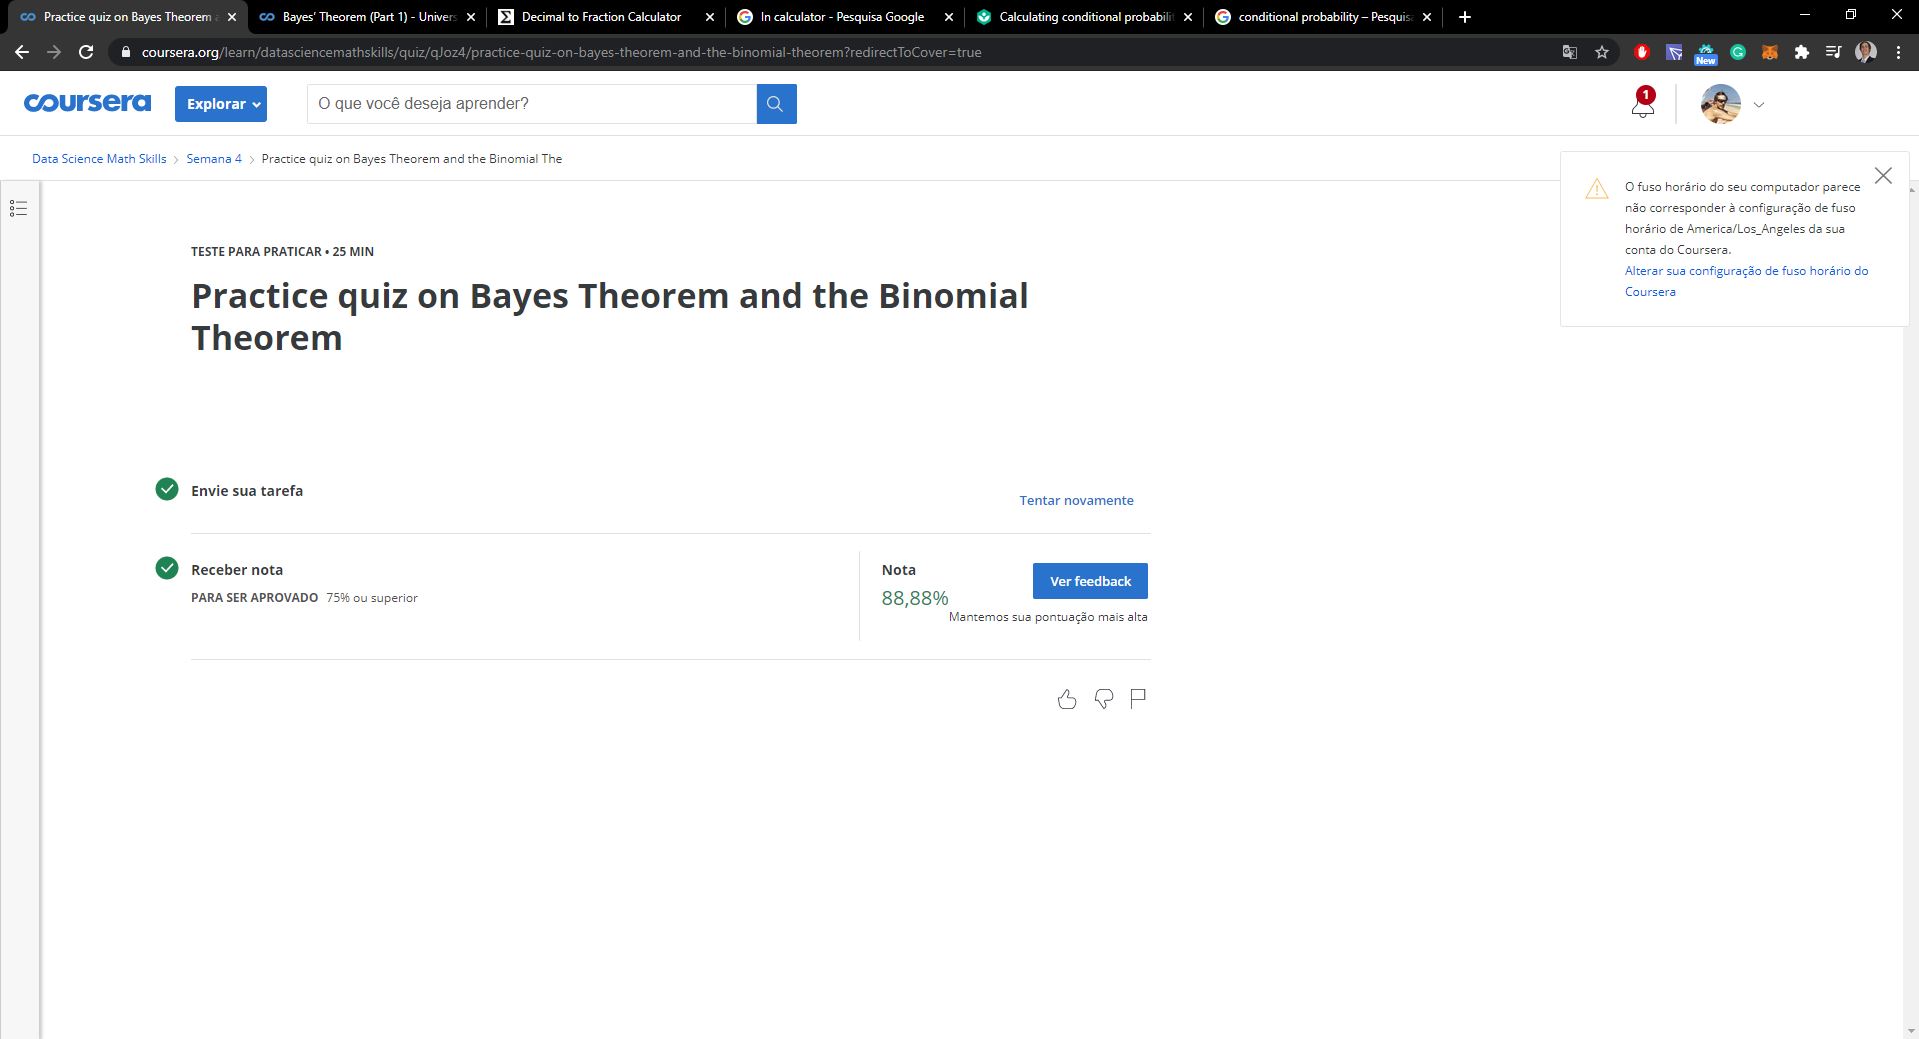 Practice quiz on Bayes Theorem a
Bayes' Theorem (Part 1) - Univers
Decimal to Fraction Calculator
ln calculator - Pesquisa Google
Calculating conditional probabilit
conditional probability – Pesquis
coursera.org/learn/datasciencemathskills/quiz/qJoz4/practice-quiz-on-bayes-theorem-and-the-binomial-theorem?redirectToCover=true
New
coursera
Explorar
O que você deseja aprender?
1
Data Science Math Skills
Semana 4
Practice quiz on Bayes Theorem and the Binomial The
O fuso horário do seu computador parece
não corresponder à configuração de fuso
horário de America/Los_Angeles da sua
conta do Coursera.
Alterar sua configuração de fuso horário do
Coursera
TESTE PARA PRATICAR • 25 MIN
Practice quiz on Bayes Theorem and the Binomial
Theorem
Envie sua tarefa
Tentar novamente
Receber nota
PARA SER APROVADO 75% ou superior
Nota
88,88%
Ver feedback
Mantemos sua pontuação mais alta